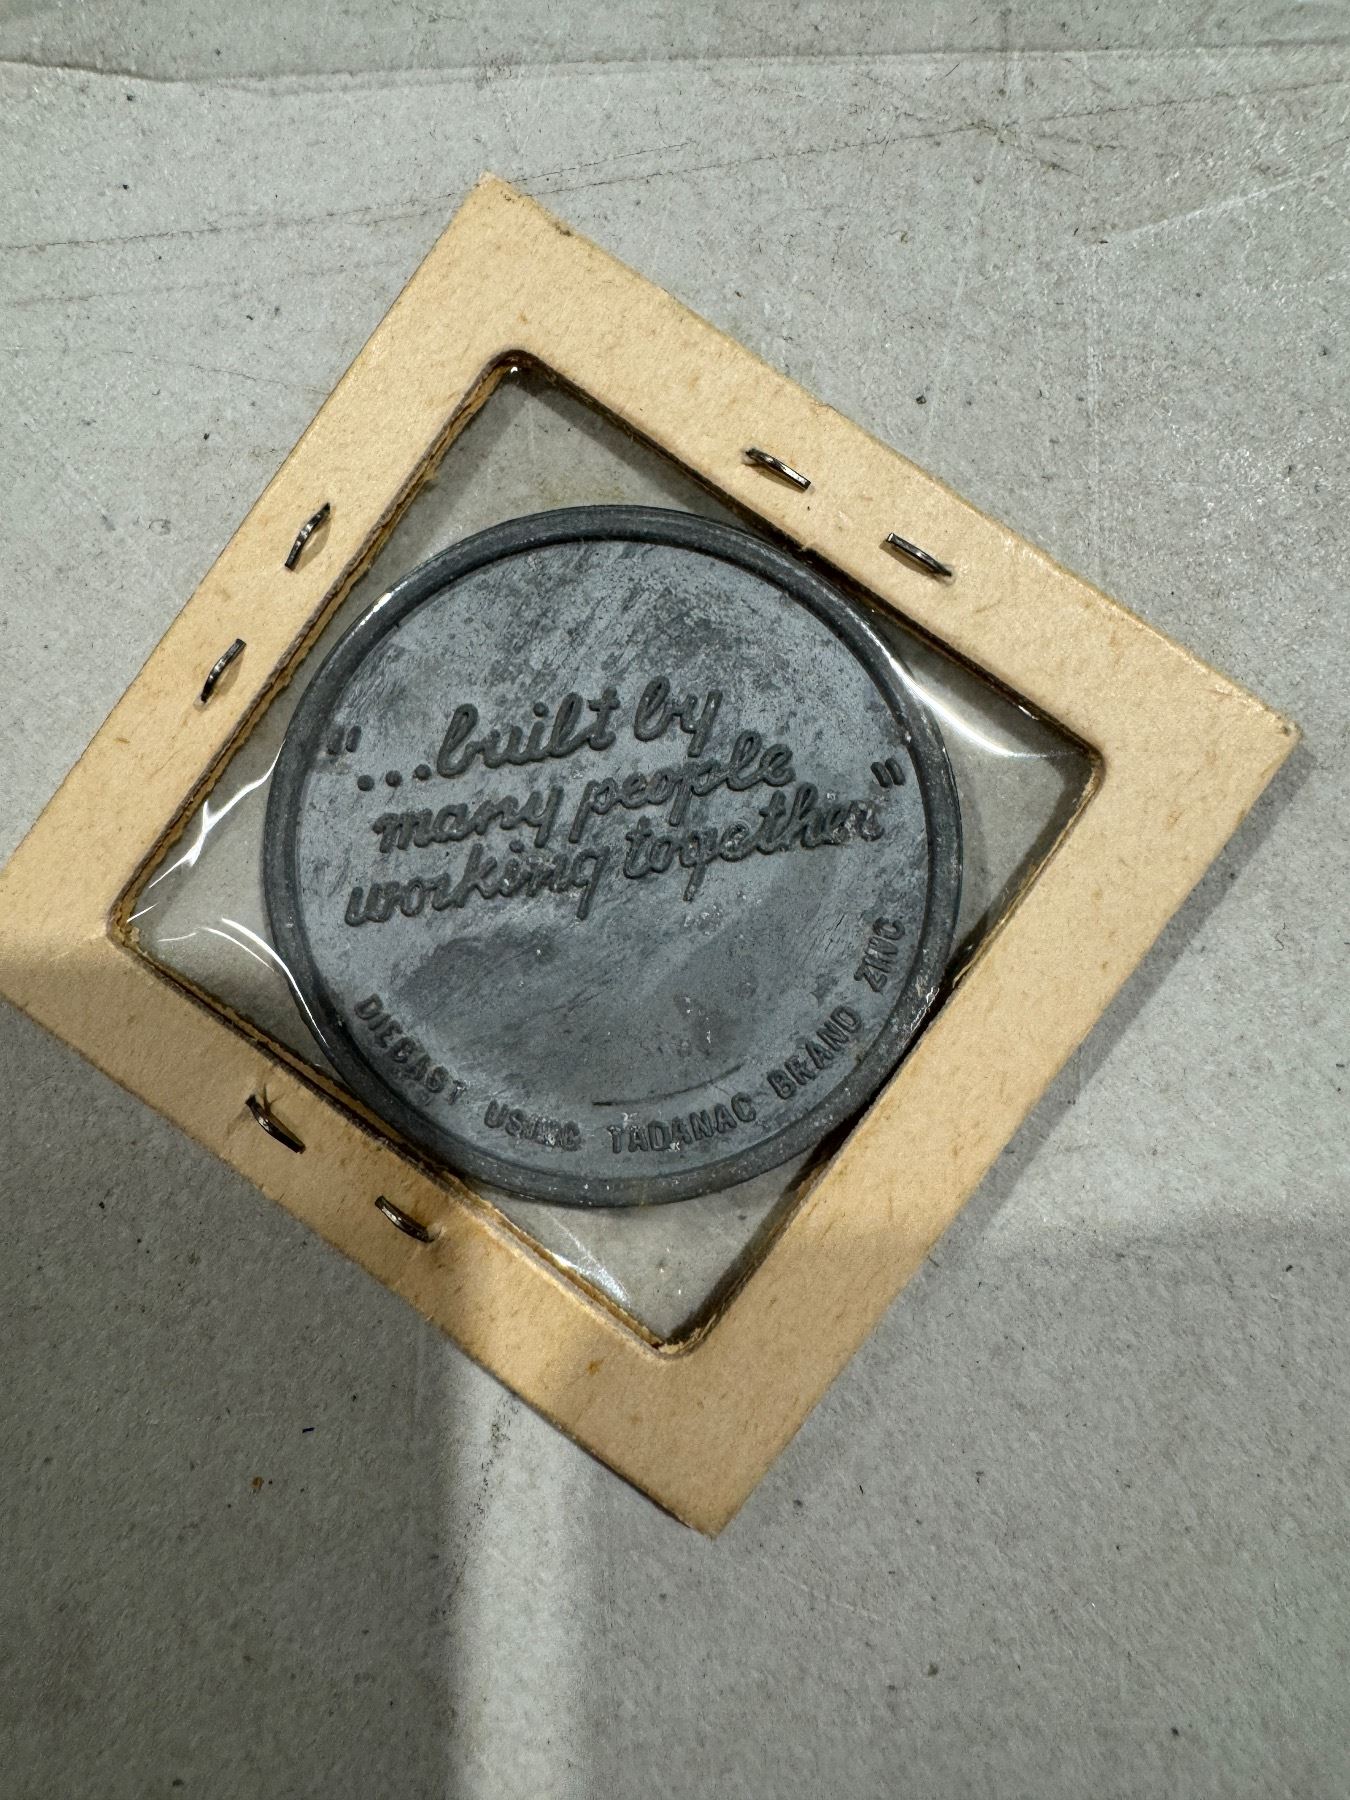 "...built by
many people
working together"
DIECAST USING TADANAC BRAND ZINC